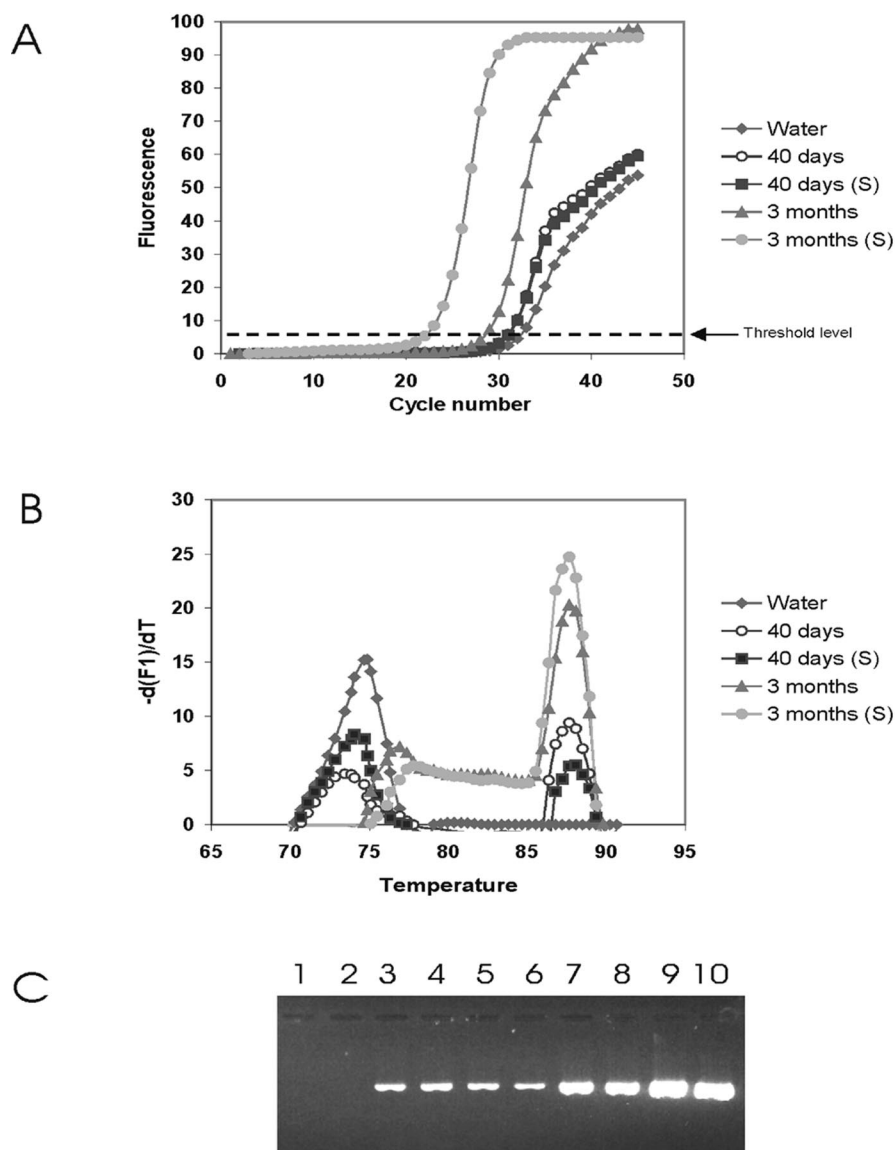 A
Fluorescence
100
90
80
70
60
50
40
30
20
10
0
0 10 20 30 40 50
Cycle number
Water
40 days
40 days (S)
3 months
3 months (S)
Threshold level
B
-d(F1)/dT
30
25
20
15
10
5
0
65 70 75 80 85 90 95
Temperature
Water
40 days
40 days (S)
3 months
3 months (S)
C
1 2 3 4 5 6 7 8 9 10